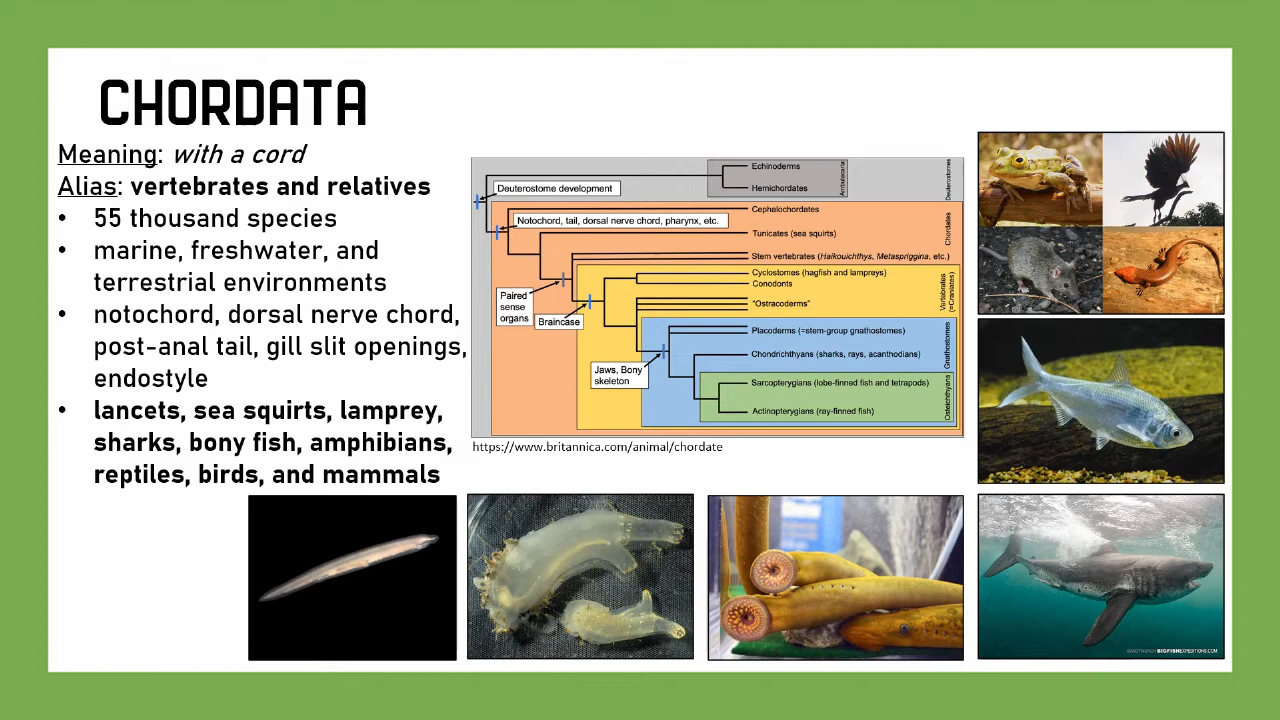 CHORDATA
Meaning: with a cord
Alias: vertebrates and relatives
• 55 thousand species
• marine, freshwater, and
terrestrial environments
• notochord, dorsal nerve chord,
post-anal tail, gill slit openings,
endostyle
• lancets, sea squirts, lamprey,
sharks, bony fish, amphibians,
reptiles, birds, and mammals
Echinoderms
Hemichordates
Ambulacraria
Deuterostomes
Deuterostome development
Cephalochordates
Notochord, tail, dorsal nerve chord, pharynx, etc.
Tunicates (sea squirts)
Chordates
Stem vertebrates (Haikouichthys, Metaspriggina, etc.)
Cyclostomes (hagfish and lampreys)
Conodonts
Vertebrates
(=Craniates)
Paired
sense
organs
Braincase
"Ostracoderms"
Placoderms (=stem-group gnathostomes)
Chondrichthyans (sharks, rays, acanthodians)
Gnathostomes
Jaws, Bony
skeleton
Sarcopterygians (lobe-finned fish and tetrapods)
Actinopterygians (ray-finned fish)
Osteichthyans
https://www.britannica.com/animal/chordate
BIGFISHEXPEDITIONS.COM